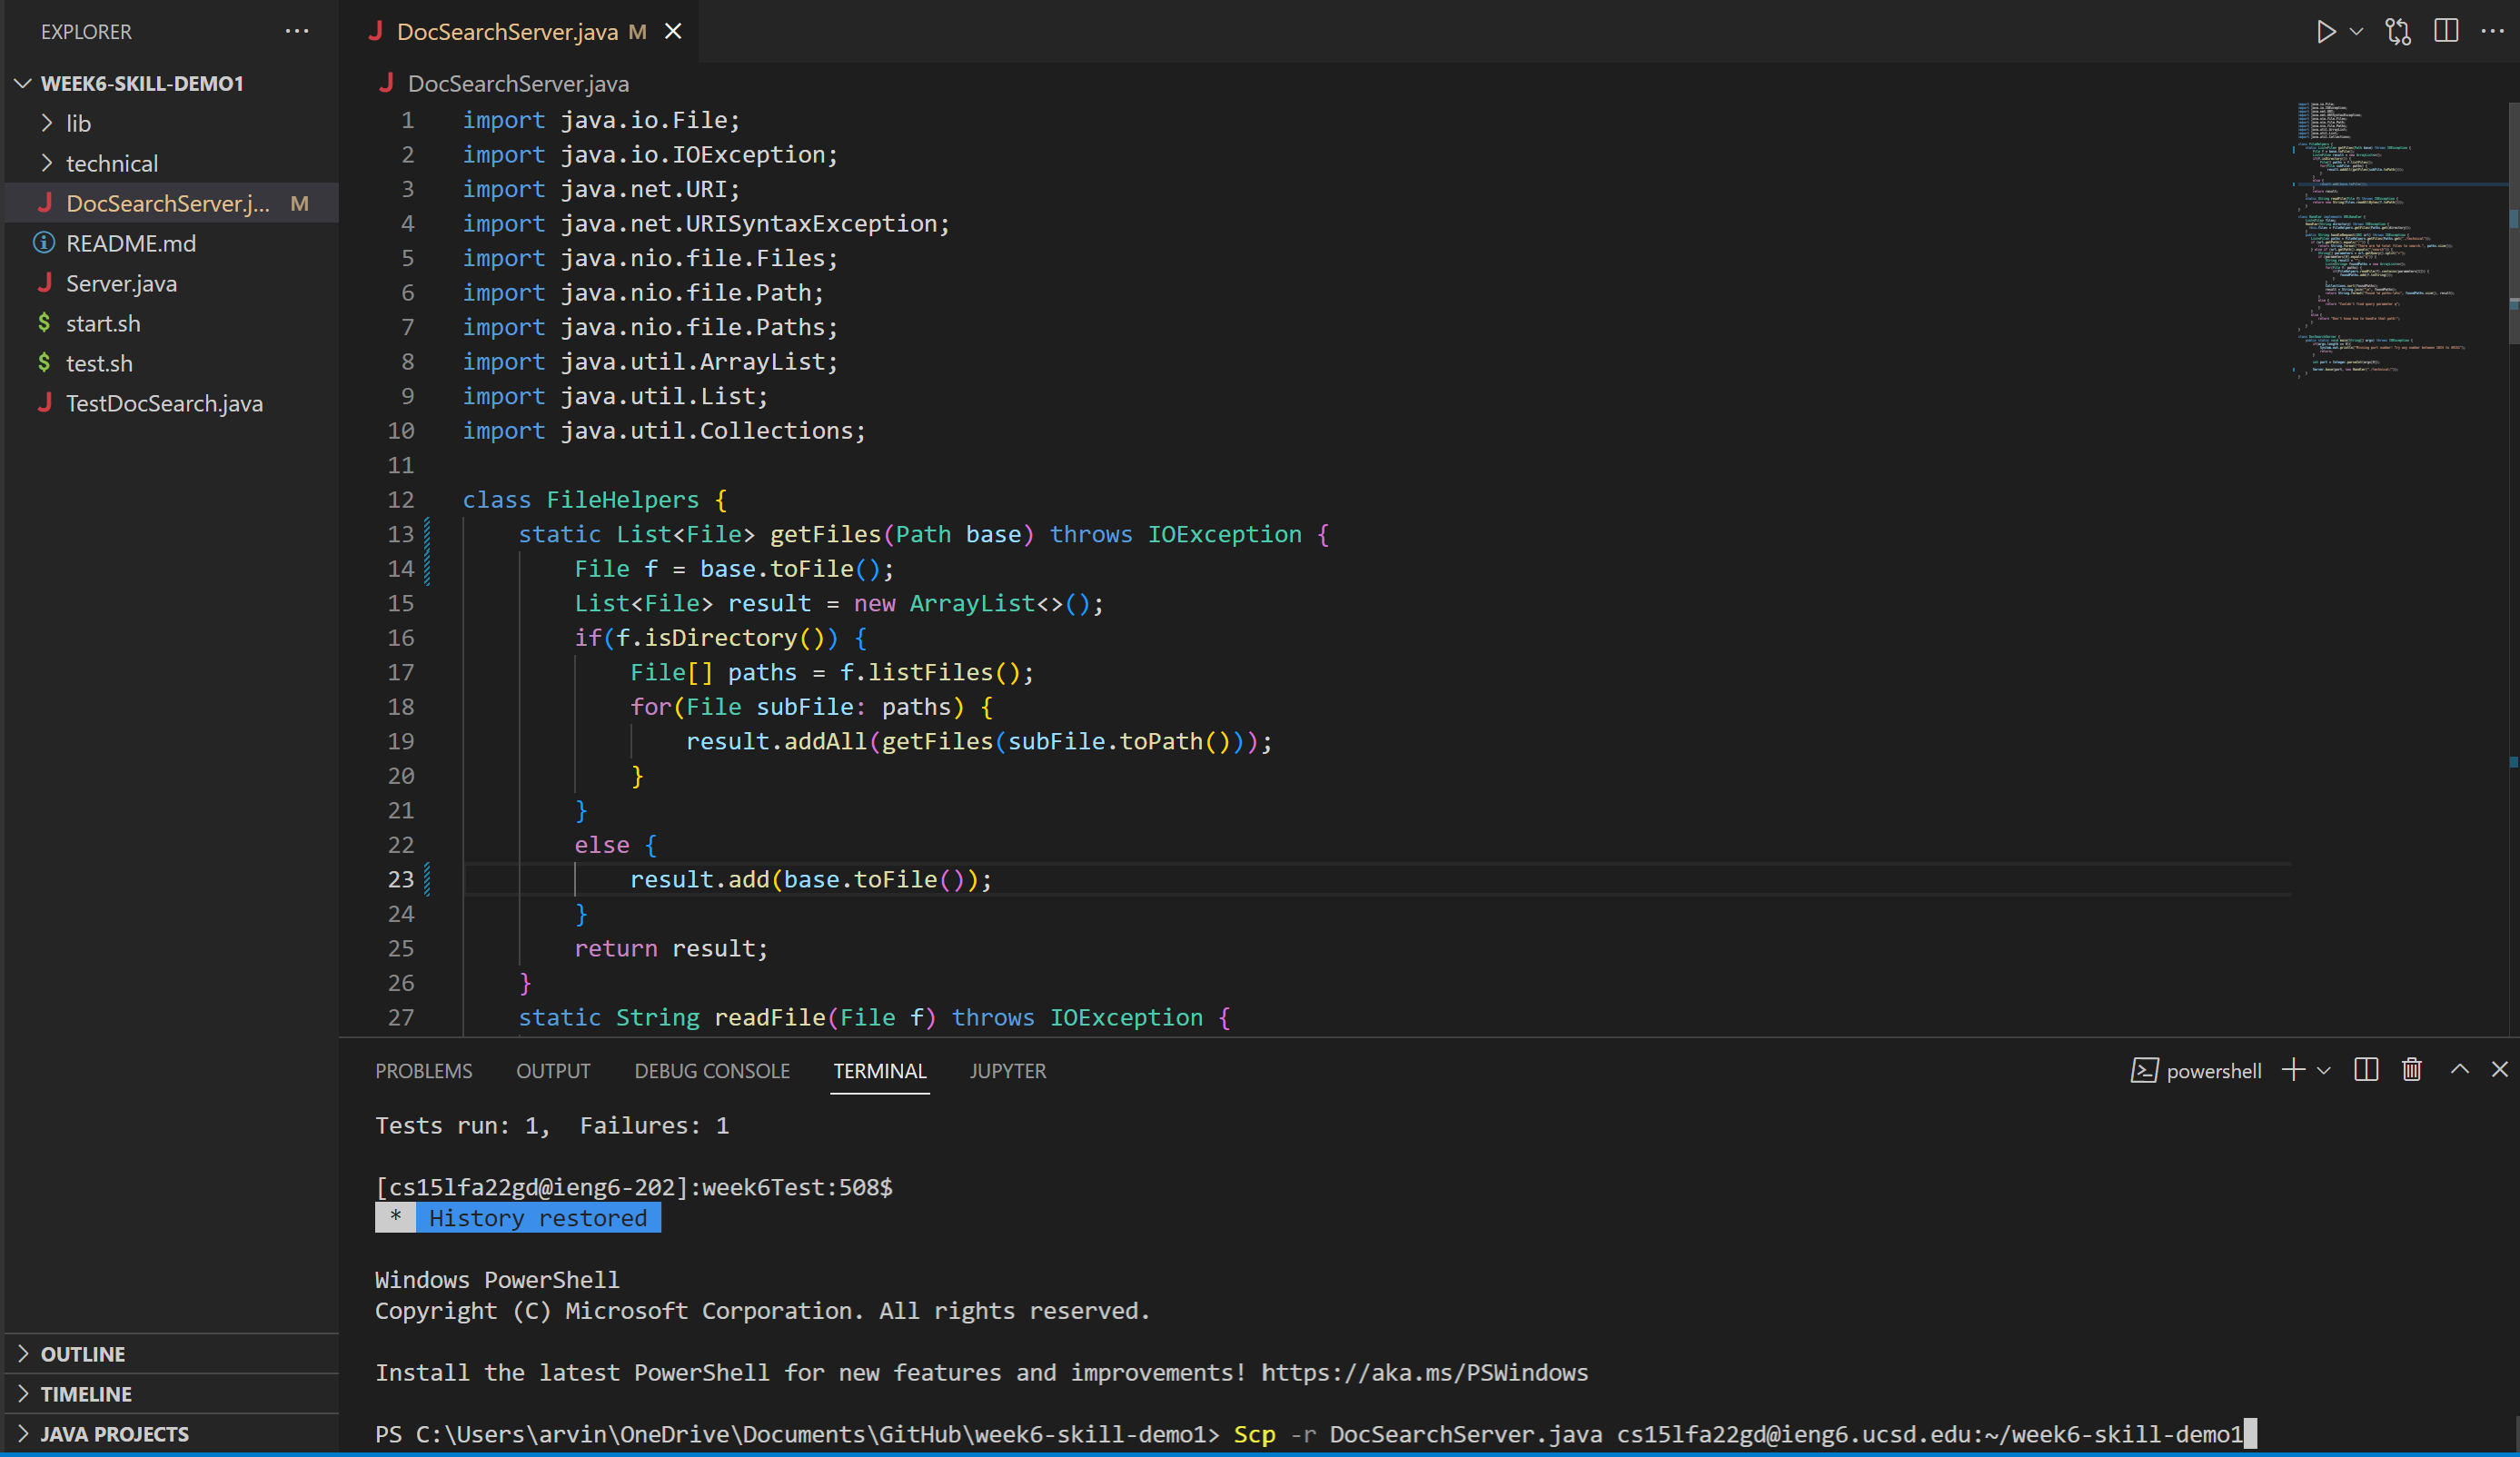 EXPLORER
WEEK6-SKILL-DEMO1
lib
technical
DocSearchServer.j... M
README.md
Server.java
$ start.sh
$ test.sh
TestDocSearch.java
OUTLINE
TIMELINE
JAVA PROJECTS
DocSearchServer.java M
DocSearchServer.java
1 import java.io.File;
2 import java.io.IOException;
3 import java.net.URI;
4 import java.net.URISyntaxException;
5 import java.nio.file.Files;
6 import java.nio.file.Path;
7 import java.nio.file.Paths;
8 import java.util.ArrayList;
9 import java.util.List;
10 import java.util.Collections;
11
12 class FileHelpers {
13 static List<File> getFiles(Path base) throws IOException {
14 File f = base.toFile();
15 List<File> result = new ArrayList<>();
16 if(f.isDirectory()) {
17 File[] paths = f.listFiles();
18 for(File subFile: paths) {
19 result.addAll(getFiles(subFile.toPath()));
20 }
21 }
22 else {
23 result.add(base.toFile());
24 }
25 return result;
26 }
27 static String readFile(File f) throws IOException {
PROBLEMS OUTPUT DEBUG CONSOLE TERMINAL JUPYTER
powershell
Tests run: 1,  Failures: 1
[cs15lfa22gd@ieng6-202]:week6Test:508$
* History restored
Windows PowerShell
Copyright (C) Microsoft Corporation. All rights reserved.
Install the latest PowerShell for new features and improvements! https://aka.ms/PSWindows
PS C:\Users\arvin\OneDrive\Documents\GitHub\week6-skill-demo1> Scp -r DocSearchServer.java cs15lfa22gd@ieng6.ucsd.edu:~/week6-skill-demo1